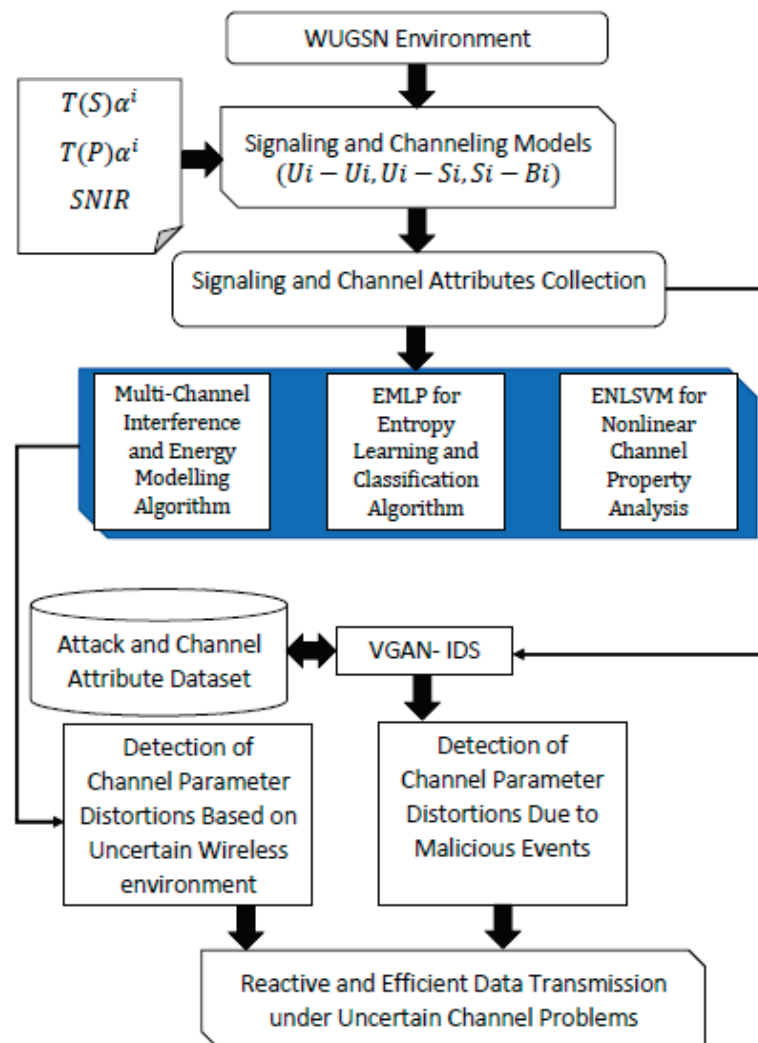 WUGSN Environment
T(S)αⁱ
T(P)αⁱ
SNIR
Signaling and Channeling Models
(Ui − Ui, Ui − Si, Si − Bi)
Signaling and Channel Attributes Collection
Multi-Channel
Interference
and Energy
Modelling
Algorithm
EMLP for
Entropy
Learning and
Classification
Algorithm
ENLSVM for
Nonlinear
Channel
Property
Analysis
Attack and Channel
Attribute Dataset
VGAN- IDS
Detection of
Channel Parameter
Distortions Based on
Uncertain Wireless
environment
Detection of
Channel Parameter
Distortions Due to
Malicious Events
Reactive and Efficient Data Transmission
under Uncertain Channel Problems